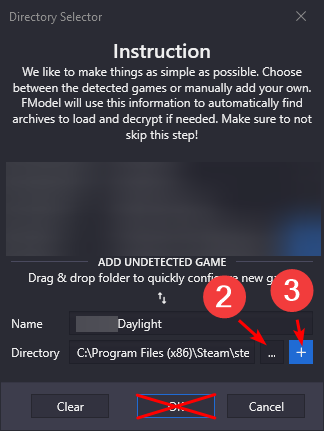 Directory Selector
Instruction
We like to make things as simple as possible. Choose
between the detected games or manually add your own.
FModel will use this information to automatically find
archives to load and decrypt if needed. Make sure to not
skip this step!
ADD UNDETECTED GAME
Drag & drop folder to quickly configure new
2
3
Name
Daylight
Directory
C:\Program Files (x86)\Steam\ste
...
+
Clear
OK
Cancel